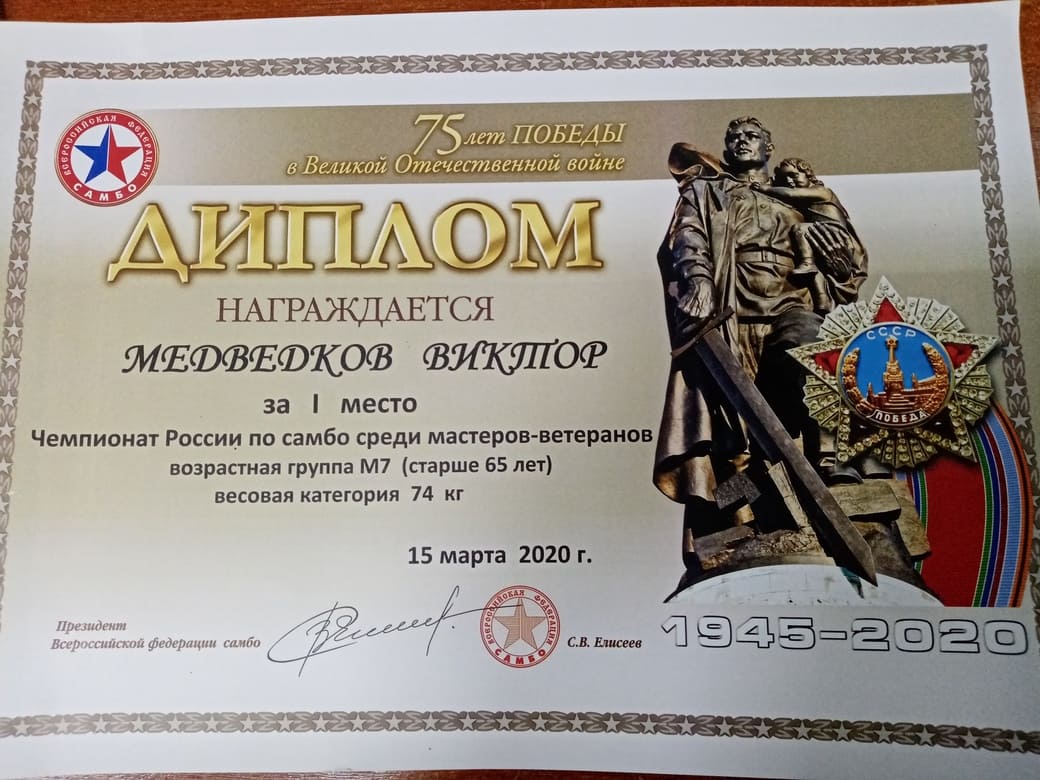 ВСЕРОССИЙСКАЯ ФЕДЕРАЦИЯ
САМБО
75 лет ПОБЕДЫ
в Великой Отечественной войне
ДИПЛОМ
НАГРАЖДАЕТСЯ
МЕДВЕДКОВ ВИКТОР
за I место
Чемпионат России по самбо среди мастеров-ветеранов
возрастная группа М7 (старше 65 лет)
весовая категория 74 кг
15 марта 2020 г.
СССР
ПОБЕДА
Президент
Всероссийской федерации самбо
ВСЕРОССИЙСКАЯ ФЕДЕРАЦИЯ
САМБО
С.В. Елисеев
1945-2020